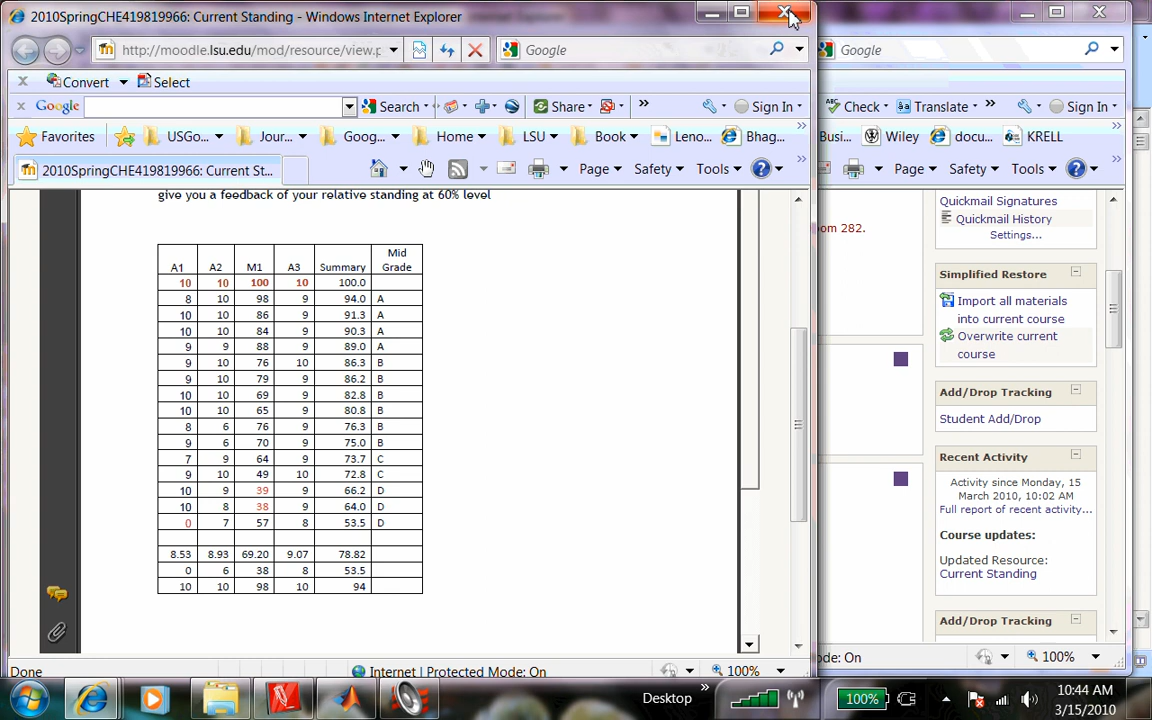 2010SpringCHE419819966: Current Standing - Windows Internet Explorer
http://moodle.lsu.edu/mod/resource/view.p
Google
Google
Convert Select
Google Search Share Sign In
Check Translate Sign In
Favorites USGo... Jour... Goog... Home LSU Book Leno... Bhag...
Busi... Wiley docu... KRELL
2010SpringCHE419819966: Current St...
Page Safety Tools
Page Safety Tools
give you a feedback of your relative standing at 60% level
A1 A2 M1 A3 Summary Mid Grade
10 10 100 10 100.0
8 10 98 9 94.0 A
10 10 86 9 91.3 A
10 10 84 9 90.3 A
9 9 88 9 89.0 A
9 10 76 10 86.3 B
9 10 79 9 86.2 B
10 10 69 9 82.8 B
10 10 65 9 80.8 B
8 6 76 9 76.3 B
9 6 70 9 75.0 B
7 9 64 9 73.7 C
9 10 49 10 72.8 C
10 9 39 9 66.2 D
10 8 38 9 64.0 D
0 7 57 8 53.5 D
8.53 8.93 69.20 9.07 78.82
0 6 38 8 53.5
10 10 98 10 94
om 282.
Quickmail Signatures
Quickmail History
Settings...
Simplified Restore
Import all materials
into current course
Overwrite current
course
Add/Drop Tracking
Student Add/Drop
Recent Activity
Activity since Monday, 15
March 2010, 10:02 AM
Full report of recent activity...
Course updates:
Updated Resource:
Current Standing
Add/Drop Tracking
Done Internet | Protected Mode: On 100%
de: On 100%
Desktop 100% 10:44 AM
3/15/2010